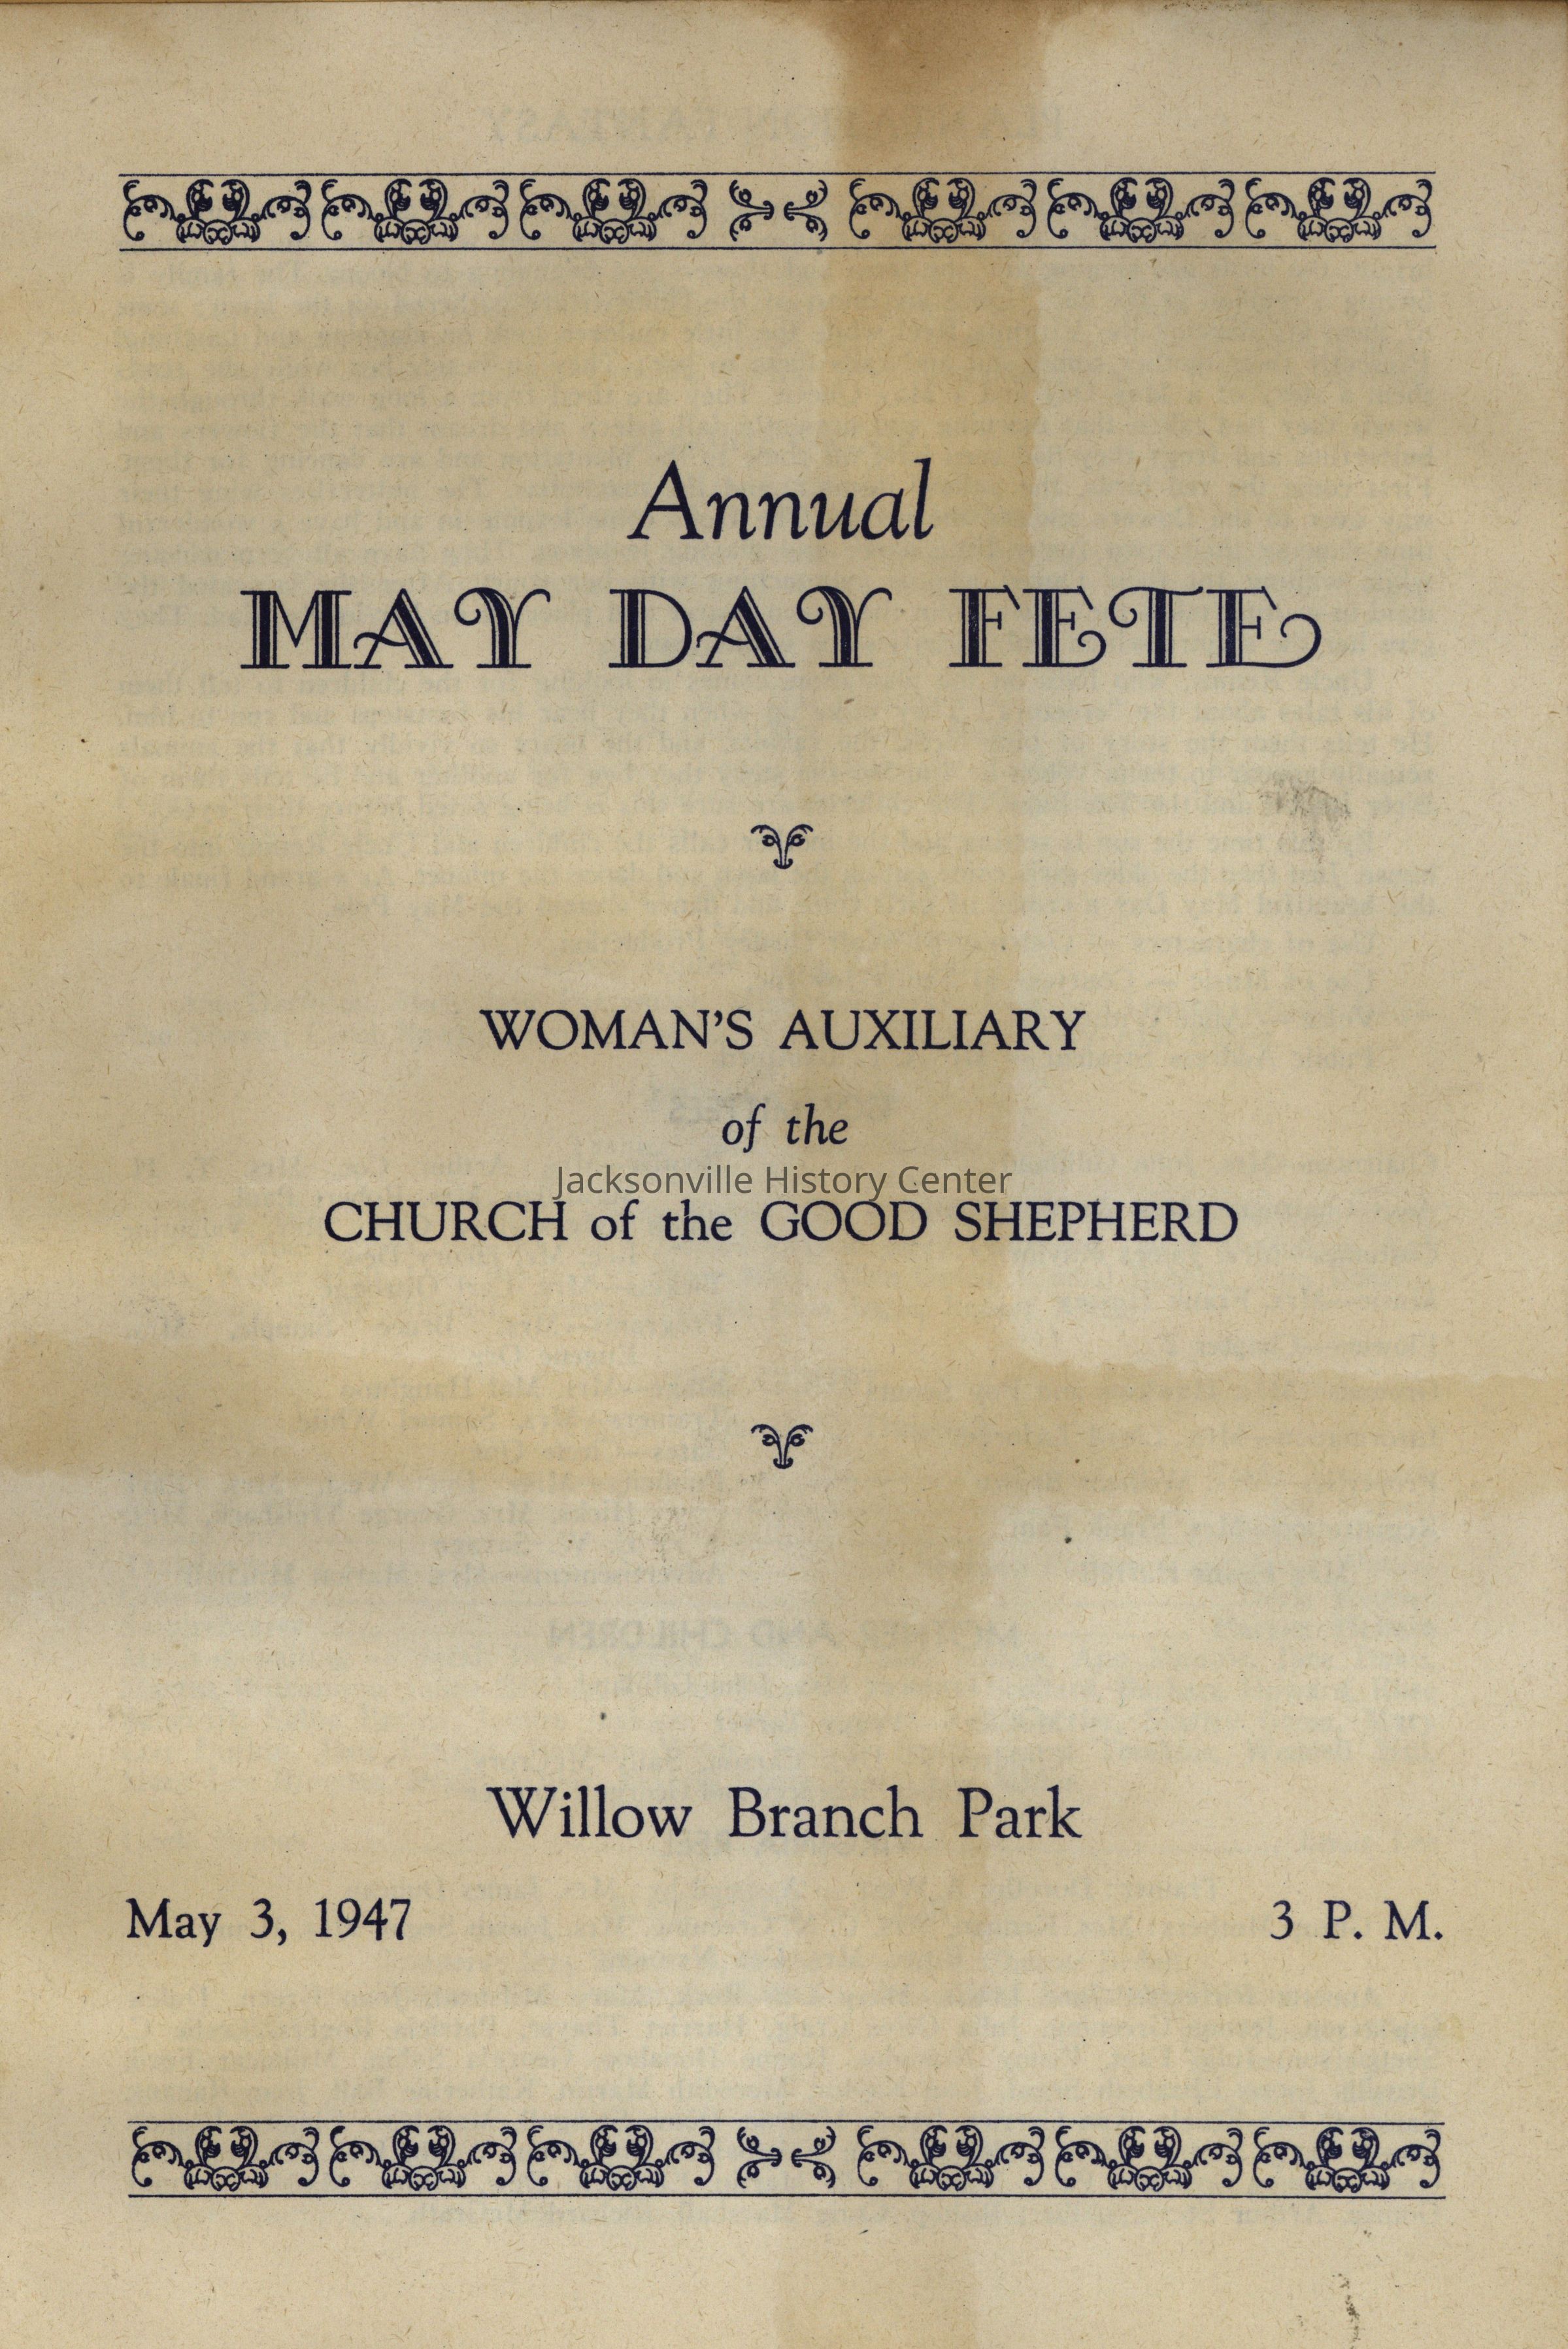 Annual
MAY DAY FETE
WOMAN'S AUXILIARY
of the
Jacksonville History Center
CHURCH of the GOOD SHEPHERD
Willow Branch Park
May 3, 1947 3 P. M.